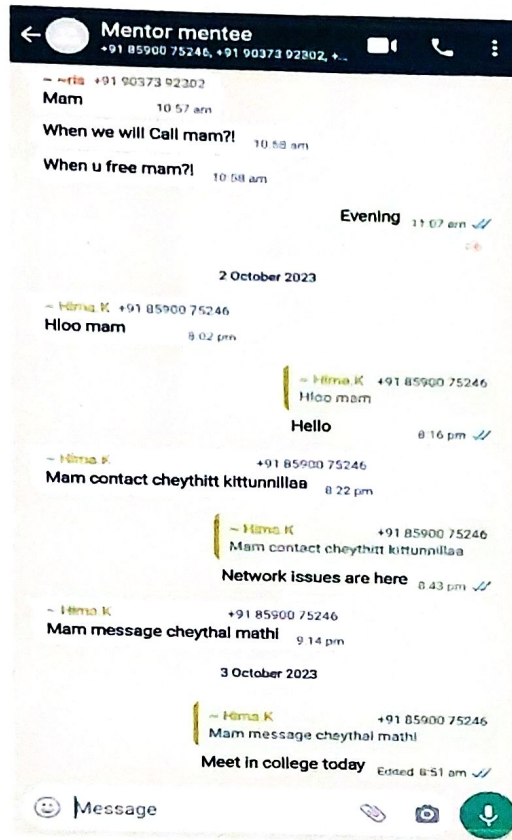 Mentor mentee
+91 85900 75246, +91 90373 92302, +...
+91 90373 92302
Mam
10 57 am
When we will Call mam?!
10 58 am
When u free mam?!
10 58 am
Evening
11 07 am
2 October 2023
~ Hima K +91 85900 75246
Hloo mam
8.02 pm
~ Hima K +91 85900 75246
Hloo mam
Hello
8 16 pm
~ Hima K +91 85900 75246
Mam contact cheythitt kittunnillaa
8 22 pm
~ Hima K +91 85900 75246
Mam contact cheythitt kittunnillaa
Network issues are here
8 43 pm
~ Hima K +91 85900 75246
Mam message cheythal mathi
9 14 pm
3 October 2023
~ Hima K +91 85900 75246
Mam message cheythal mathi
Meet in college today
Edited 8:51 am
Message